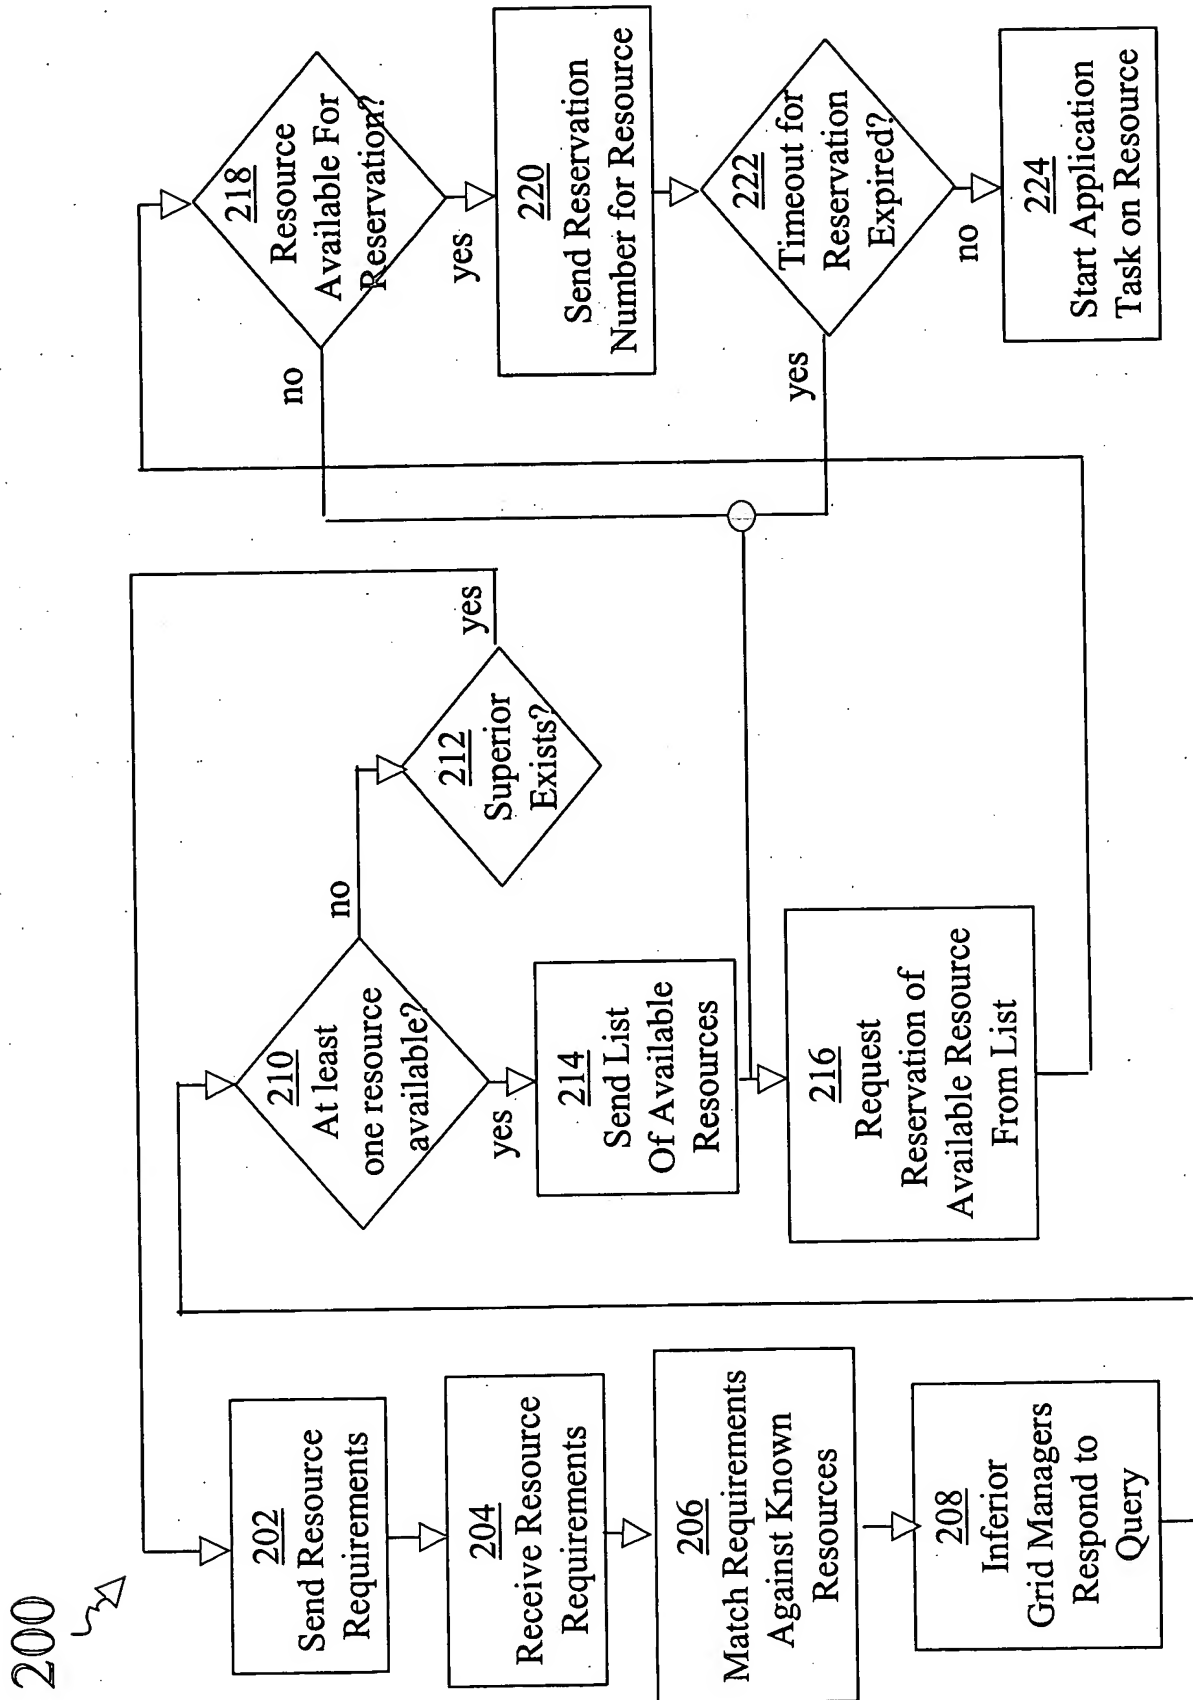 200
202
Send Resource
Requirements
204
Receive Resource
Requirements
206
Match Requirements
Against Known
Resources
208
Inferior
Grid Managers
Respond to
Query
210
At least
one resource
available?
no
yes
212
Superior
Exists?
yes
214
Send List
Of Available
Resources
216
Request
Reservation of
Available Resource
From List
218
Resource
Available For
Reservation?
no
yes
220
Send Reservation
Number for Resource
222
Timeout for
Reservation
Expired?
yes
no
224
Start Application
Task on Resource